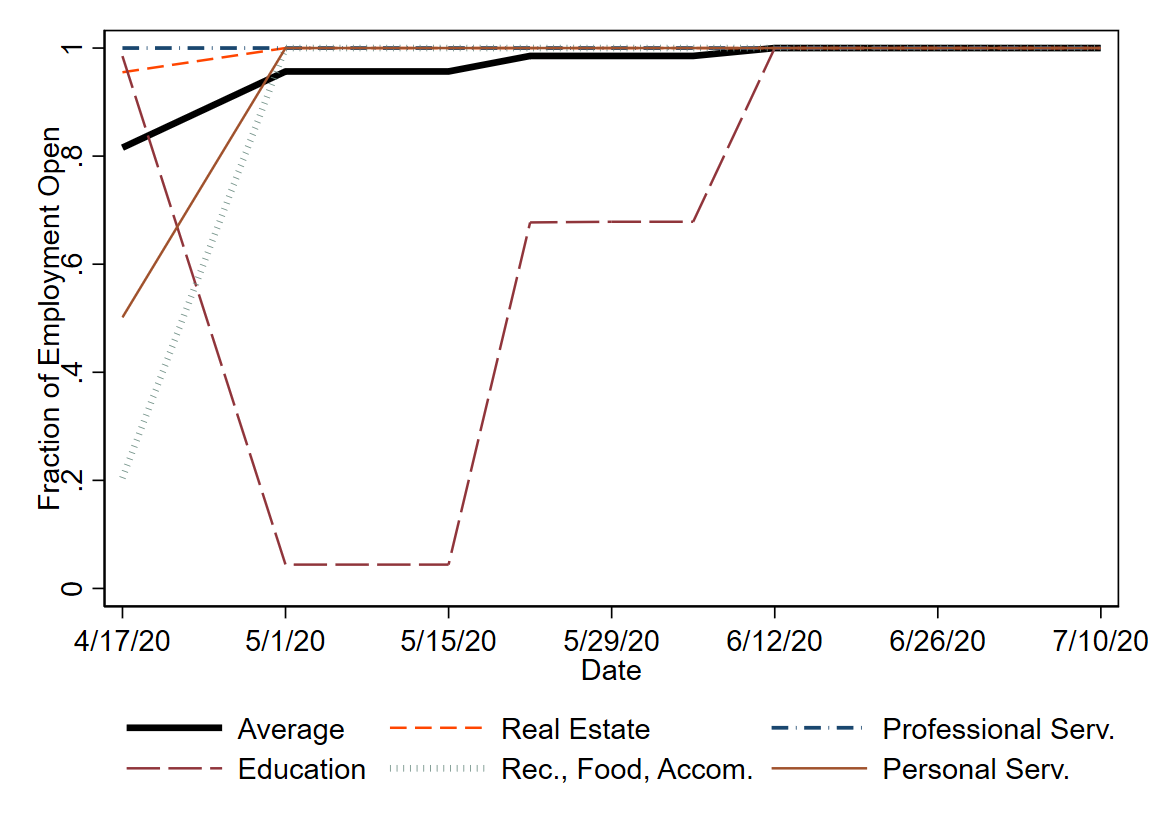 Fraction of Employment Open
1
.8
.6
.4
.2
0
4/17/20 5/1/20 5/15/20 5/29/20 6/12/20 6/26/20 7/10/20
Date
Average Real Estate Professional Serv.
Education Rec., Food, Accom. Personal Serv.